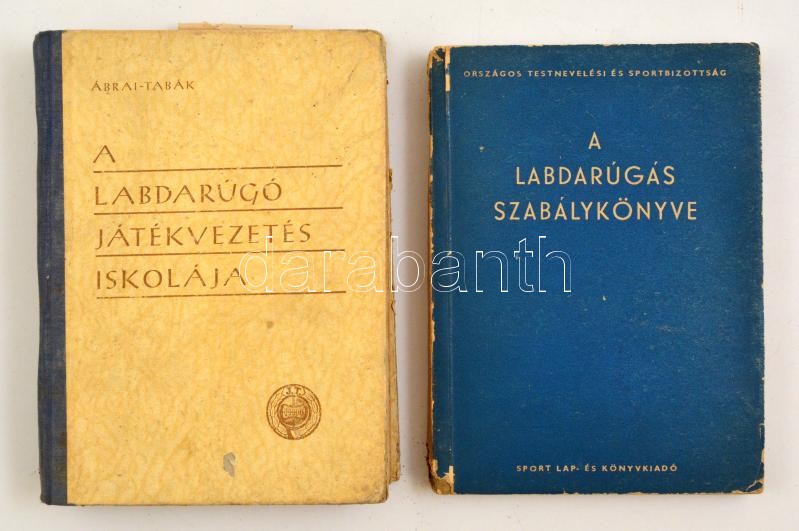 ÁBRAI-TABÁK
A
LABDARÚGÓ
JÁTÉKVEZETÉS
ISKOLÁJA
ORSZÁGOS TESTNEVELÉSI ÉS SPORTBIZOTTSÁG
A
LABDARÚGÁS
SZABÁLYKÖNYVE
SPORT LAP- ÉS KÖNYVKIADÓ
darabanth